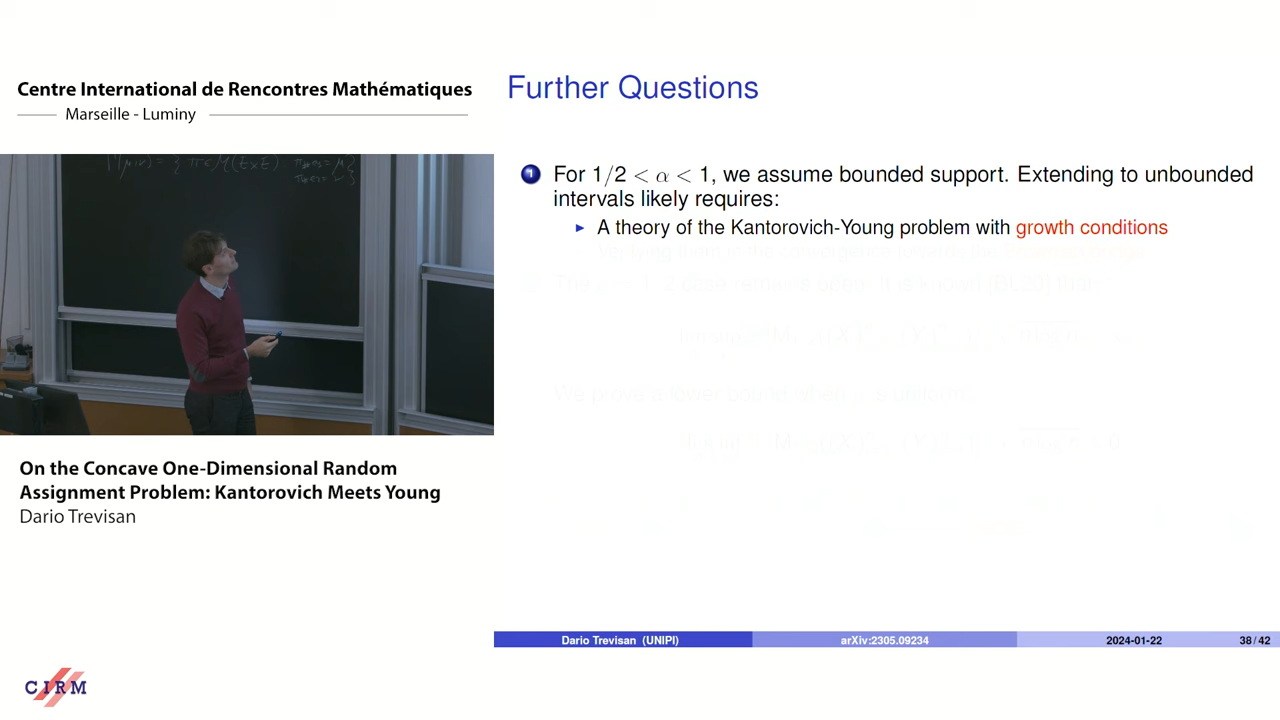 Centre International de Rencontres Mathématiques
Marseille - Luminy
Further Questions
1 For 1/2 < α < 1, we assume bounded support. Extending to unbounded
intervals likely requires:
► A theory of the Kantorovich-Young problem with growth conditions
On the Concave One-Dimensional Random
Assignment Problem: Kantorovich Meets Young
Dario Trevisan
Dario Trevisan (UNIPI) arXiv:2305.09234 2024-01-22 38 / 42
CIRM